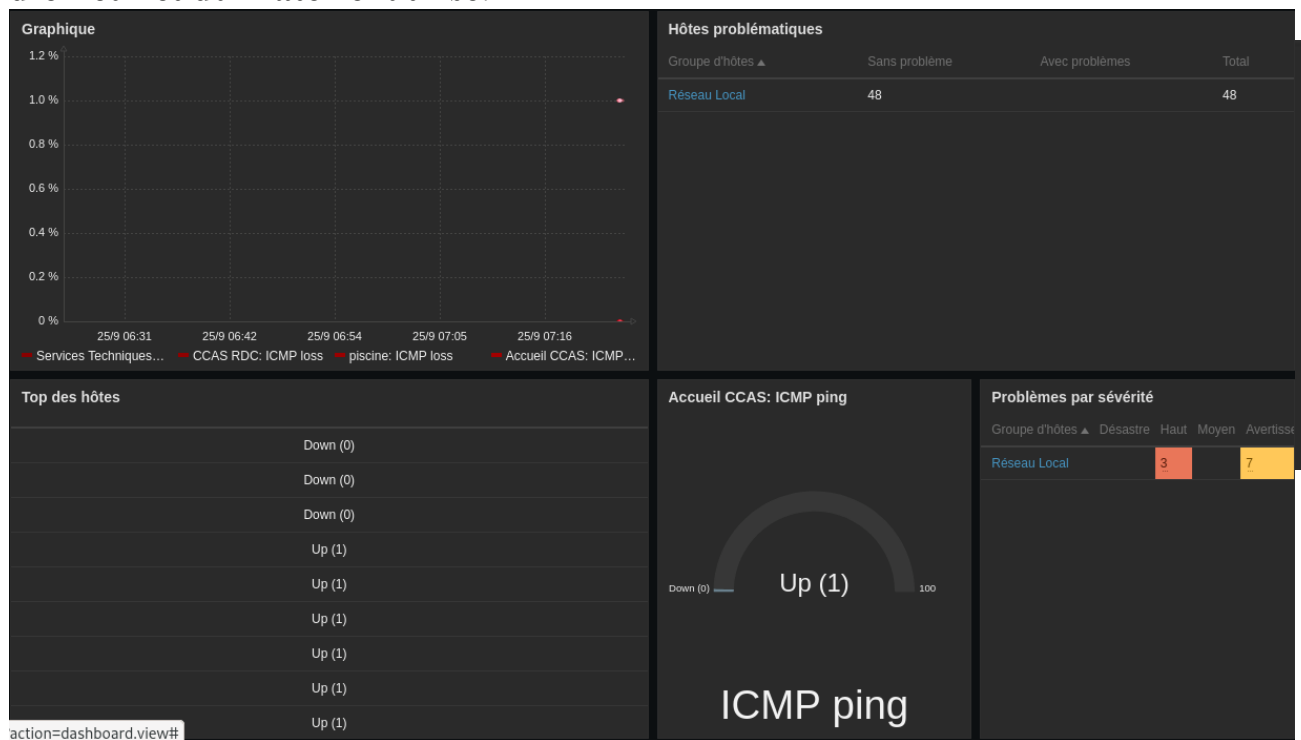 Graphique
1.2 %
1.0 %
0.8 %
0.6 %
0.4 %
0.2 %
0 %
25/9 06:31 25/9 06:42 25/9 06:54 25/9 07:05 25/9 07:16
Services Techniques… CCAS RDC: ICMP loss piscine: ICMP loss Accueil CCAS: ICMP…
Hôtes problématiques
Groupe d'hôtes Sans problème Avec problèmes Total
Réseau Local 48 48
Top des hôtes
Down (0)
Down (0)
Down (0)
Up (1)
Up (1)
Up (1)
Up (1)
Up (1)
Up (1)
action=dashboard.view#
Accueil CCAS: ICMP ping
Down (0) Up (1) 100
ICMP ping
Problèmes par sévérité
Groupe d'hôtes Désastre Haut Moyen Avertisse
Réseau Local 3 7